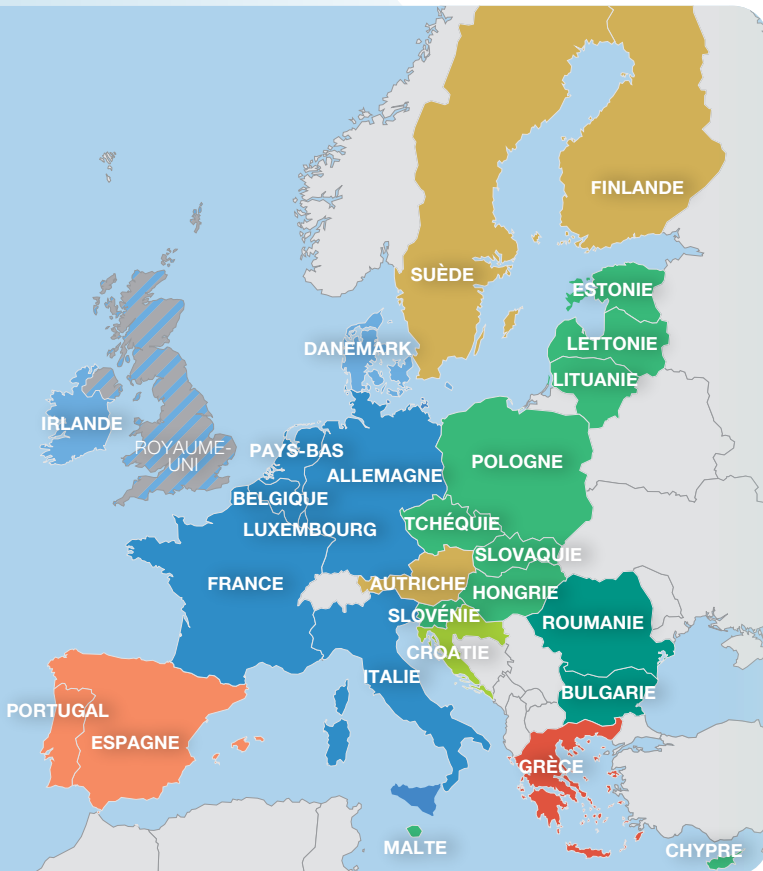 FINLANDE
SUÈDE
ESTONIE
LETTONIE
DANEMARK
LITUANIE
IRLANDE
ROYAUME-
UNI
PAYS-BAS
ALLEMAGNE
POLOGNE
BELGIQUE
LUXEMBOURG
TCHÉQUIE
SLOVAQUIE
FRANCE
AUTRICHE
HONGRIE
SLOVÉNIE
ROUMANIE
CROATIE
ITALIE
BULGARIE
PORTUGAL
ESPAGNE
GRÈCE
MALTE
CHYPRE